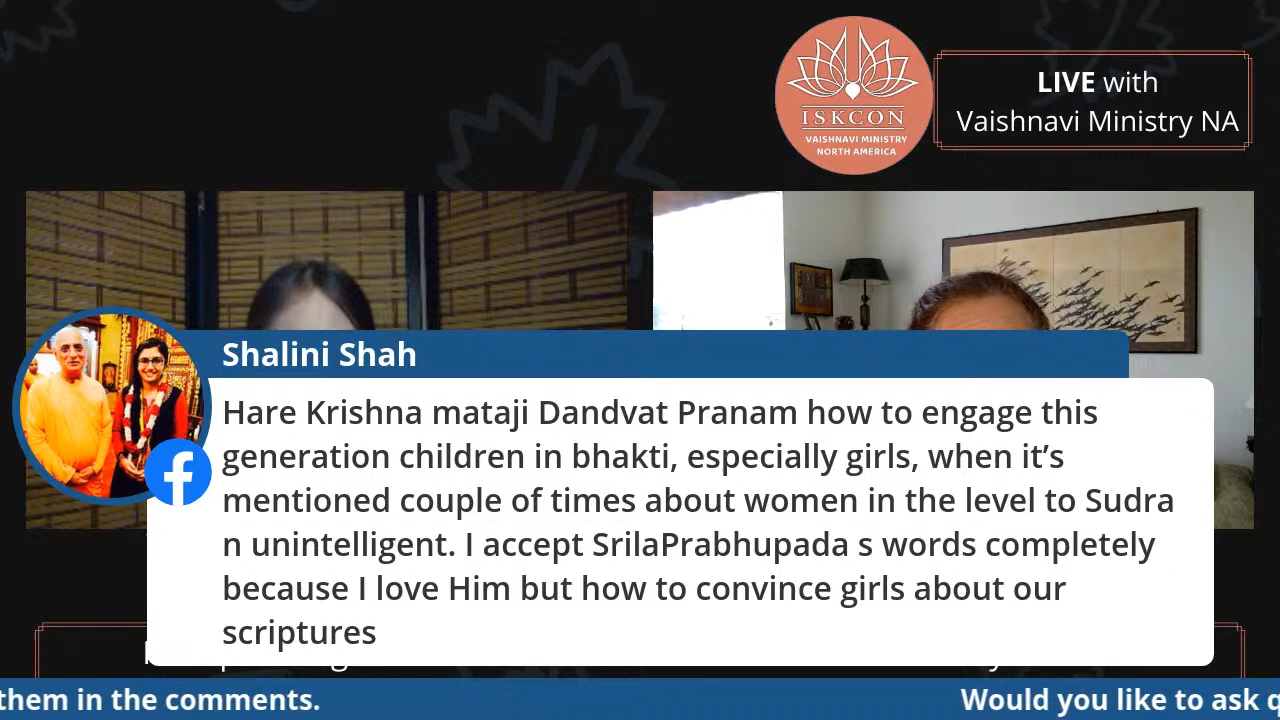 LIVE with
Vaishnavi Ministry NA
ISKCON
VAISHNAVI MINISTRY
NORTH AMERICA
Shalini Shah
Hare Krishna mataji Dandvat Pranam how to engage this
generation children in bhakti, especially girls, when it’s
mentioned couple of times about women in the level to Sudra
n unintelligent. I accept SrilaPrabhupada s words completely
because I love Him but how to convince girls about our
scriptures
them in the comments.
Would you like to ask q